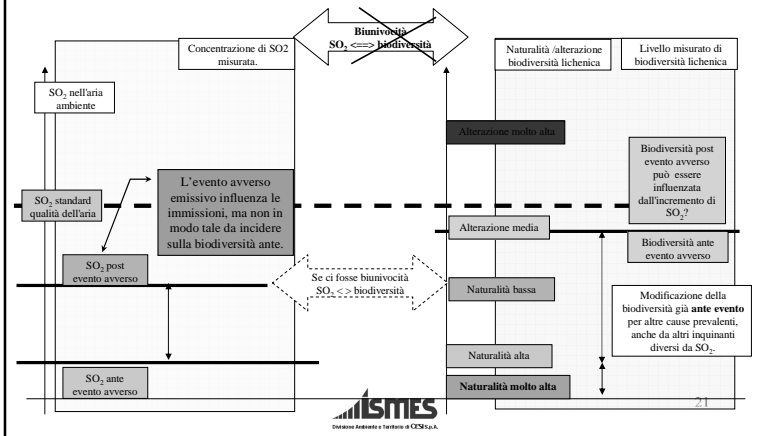 Biunivocità
SO2 <==> biodiversità
Concentrazione di SO2
misurata.
Naturalità /alterazione
biodiversità lichenica
Livello misurato di
biodiversità lichenica
SO2 nell'aria
ambiente
Alterazione molto alta
Biodiversità post
evento avverso
può essere
influenzata
dall'incremento di
SO2?
L'evento avverso
emissivo influenza le
immissioni, ma non in
modo tale da incidere
sulla biodiversità ante.
SO2 standard
qualità dell'aria
Alterazione media
Biodiversità ante
evento avverso
SO2 post
evento avverso
Se ci fosse biunivocità
SO2 < > biodiversità
Naturalità bassa
Modificazione della
biodiversità già ante evento
per altre cause prevalenti,
anche da altri inquinanti
diversi da SO2.
Naturalità alta
SO2 ante
evento avverso
Naturalità molto alta
21
ISMES
Divisione Ambiente e Territorio di CESI S.p.A.